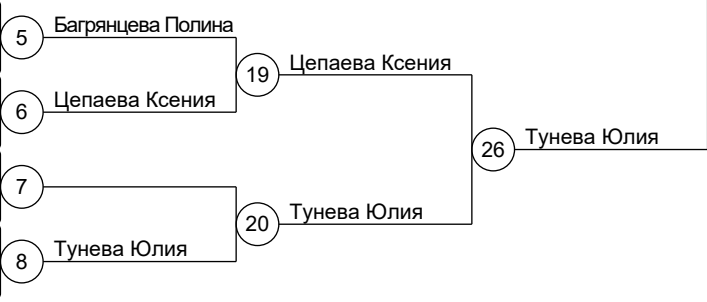 5 Багрянцева Полина
19 Цепаева Ксения
6 Цепаева Ксения
26 Тунева Юлия
7
20 Тунева Юлия
8 Тунева Юлия